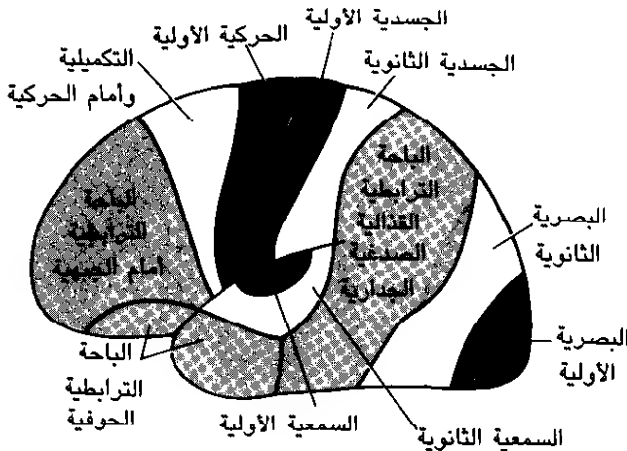 الجسدية الأولية
الحركية الأولية
الجسدية الثانوية
التكميلية
وأمام الحركية
الباحة
الترابطية
القذالية
الصدغية
الجدارية
الباحة
الترابطية
أمام الجبهية
البصرية
الثانوية
البصرية
الأولية
الباحة
الترابطية
الحوفية
السمعية الأولية
السمعية الثانوية